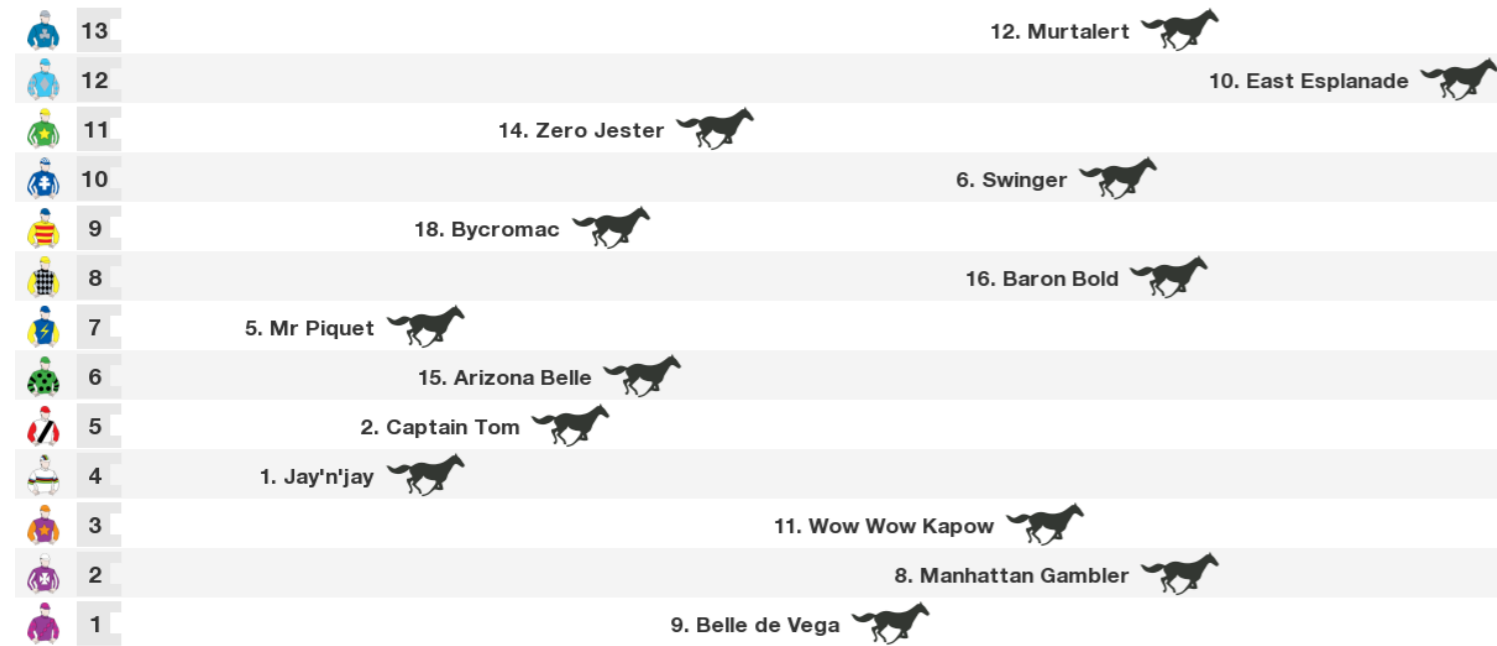 13 12. Murtalert
12 10. East Esplanade
11 14. Zero Jester
10 6. Swinger
9 18. Bycromac
8 16. Baron Bold
7 5. Mr Piquet
6 15. Arizona Belle
5 2. Captain Tom
4 1. Jay'n'jay
3 11. Wow Wow Kapow
2 8. Manhattan Gambler
1 9. Belle de Vega